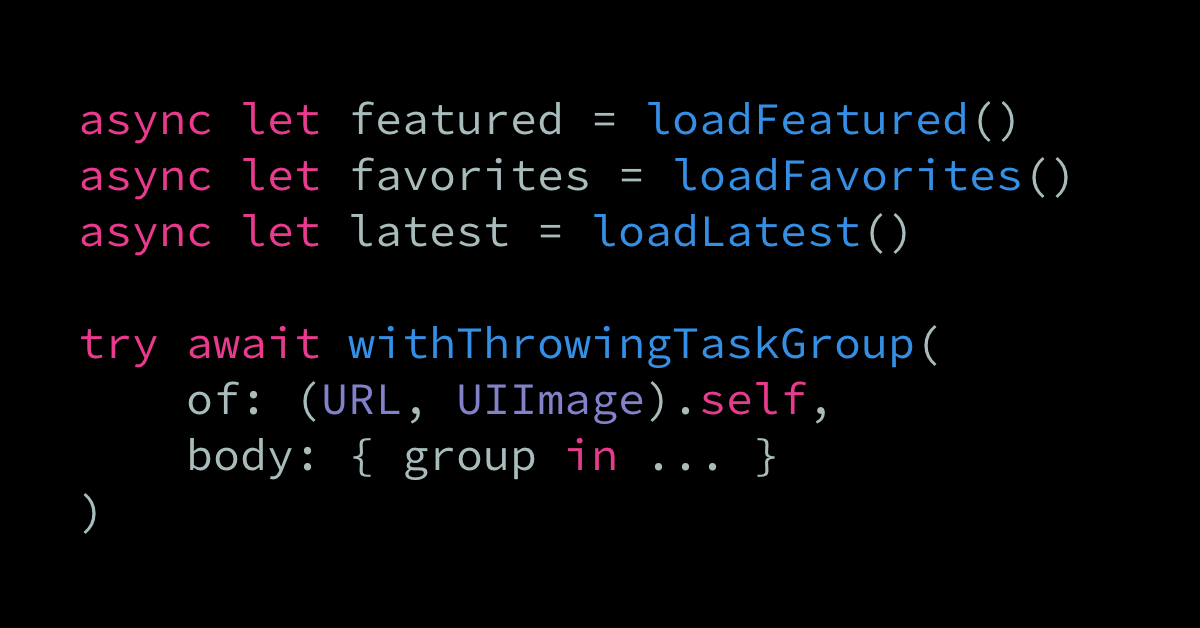 async let featured = loadFeatured()
async let favorites = loadFavorites()
async let latest = loadLatest()
try await withThrowingTaskGroup(
    of: (URL, UIImage).self,
    body: { group in ... }
)